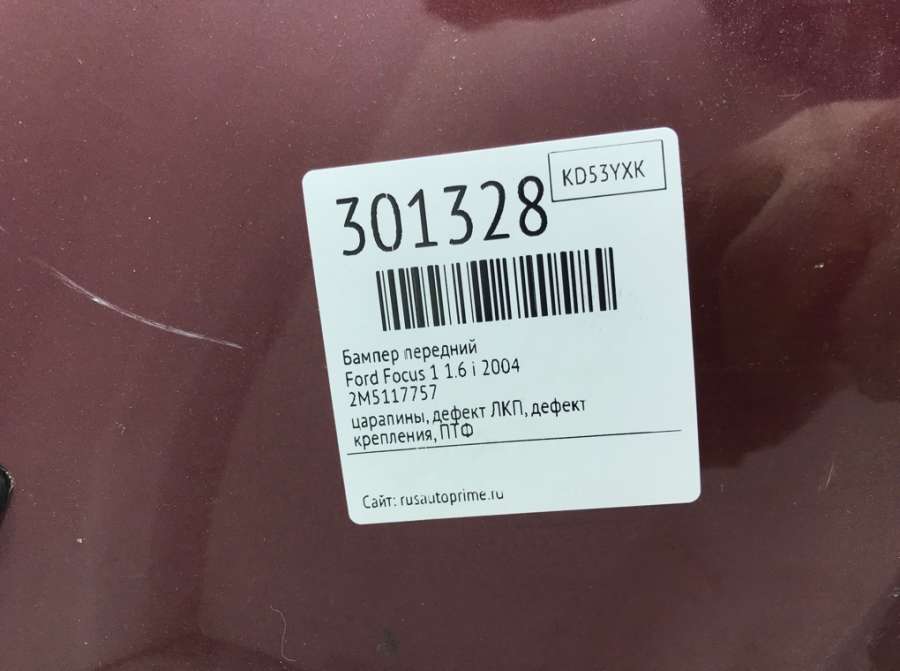 301328
KD53YXK
Бампер передний
Ford Focus 1 1.6 i 2004
2M5117757
царапины, дефект ЛКП, дефект
крепления, ПТФ
Сайт: rusautoprime.ru